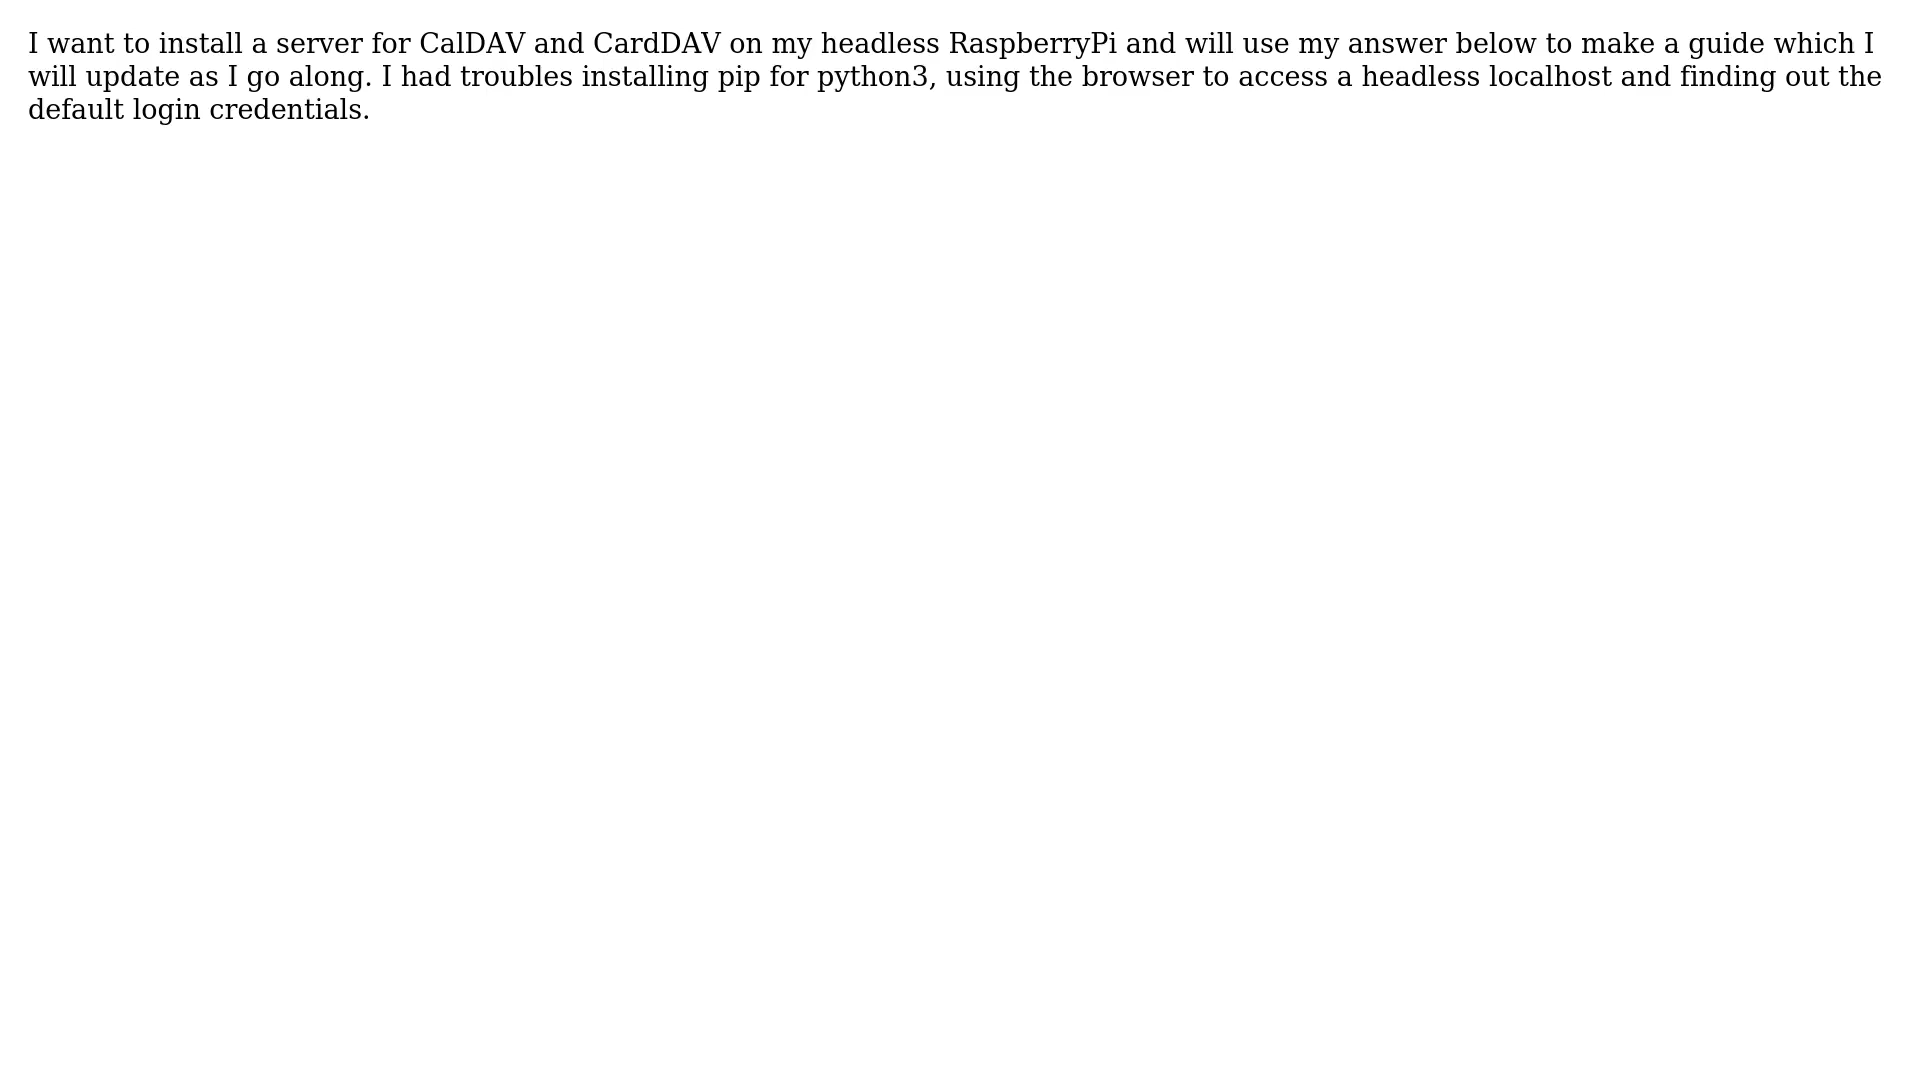 I want to install a server for CalDAV and CardDAV on my headless RaspberryPi and will use my answer below to make a guide which I
will update as I go along. I had troubles installing pip for python3, using the browser to access a headless localhost and finding out the
default login credentials.